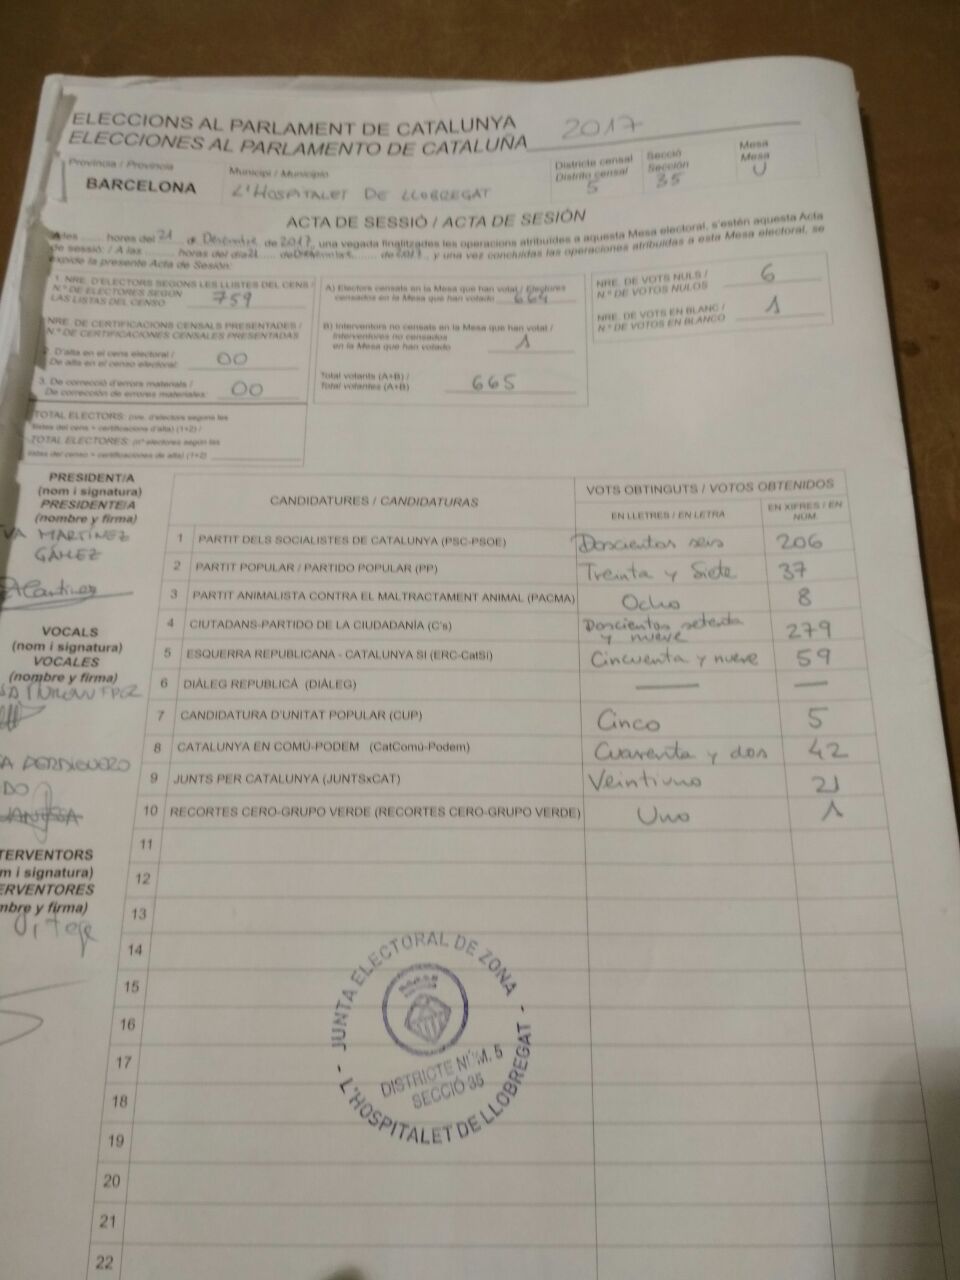 ELECCIONS AL PARLAMENT DE CATALUNYA 2017
ELECCIONES AL PARLAMENTO DE CATALUÑA
Província / Provincia
BARCELONA
Municipi / Municipio
L'HOSPITALET DE LLOBREGAT
Districte censal
Distrito censal
5
Secció
Sección
35
Mesa
Mesa
U
ACTA DE SESSIÓ / ACTA DE SESIÓN
hores del 21 de Desembre de 2017, una vegada finalitzades les operacions atribuïdes a aquesta Mesa electoral, s'estén aquesta Acta
de sessió: / A las horas del día 21 de de 2017, y una vez concluidas las operaciones atribuidas a esta Mesa electoral, se
expide la presente Acta de Sesión:
1. NRE. D'ELECTORS SEGONS LES LLISTES DEL CENS /
N.º DE ELECTORES SEGÚN
LAS LISTAS DEL CENSO 759
NRE. DE CERTIFICACIONS CENSALS PRESENTADES /
N.º DE CERTIFICACIONES CENSALES PRESENTADAS
2. D'alta en el cens electoral /
De alta en el censo electoral: 00
3. De correcció d'errors materials /
De corrección de errores materiales: 00
TOTAL ELECTORS: (nre. d'electors segons les
llistes del cens + certificacions d'alta) (1+2) /
TOTAL ELECTORES: (nº electores según las
listas del censo + certificaciones de alta) (1+2)
A) Electors censats en la Mesa que han votat / Electores
censados en la Mesa que han votado 664
B) Interventors no censats en la Mesa que han votat /
Interventores no censados
en la Mesa que han votado 1
Total votants (A+B) /
Total votantes (A+B) 665
NRE. DE VOTS NULS /
N.º DE VOTOS NULOS 6
NRE. DE VOTS EN BLANC /
N.º DE VOTOS EN BLANCO 1
PRESIDENT/A
(nom i signatura)
PRESIDENTE/A
(nombre y firma)
VA MARTÍNEZ
GÁMEZ
VOCALS
(nom i signatura)
VOCALES
(nombre y firma)
DO
TERVENTORS
m i signatura)
ERVENTORES
mbre y firma)
CANDIDATURES / CANDIDATURAS
VOTS OBTINGUTS / VOTOS OBTENIDOS
EN LLETRES / EN LETRA
EN XIFRES / EN NÚM.
1 PARTIT DELS SOCIALISTES DE CATALUNYA (PSC-PSOE) Doscientos seis 206
2 PARTIT POPULAR / PARTIDO POPULAR (PP) Treinta y Siete 37
3 PARTIT ANIMALISTA CONTRA EL MALTRACTAMENT ANIMAL (PACMA) Ocho 8
4 CIUTADANS-PARTIDO DE LA CIUDADANÍA (C's) Doscientos setenta y nueve 279
5 ESQUERRA REPUBLICANA - CATALUNYA SÍ (ERC-CatSí) Cincuenta y nueve 59
6 DIÀLEG REPUBLICÀ (DIÀLEG) — —
7 CANDIDATURA D'UNITAT POPULAR (CUP) Cinco 5
8 CATALUNYA EN COMÚ-PODEM (CatComú-Podem) Cuarenta y dos 42
9 JUNTS PER CATALUNYA (JUNTSxCAT) Veintiuno 21
10 RECORTES CERO-GRUPO VERDE (RECORTES CERO-GRUPO VERDE) Uno 1
11
12
13
14
15
16
17
18
19
20
21
22
JUNTA ELECTORAL DE ZONA
DISTRICTE NÚM. 5
SECCIÓ 35
- L'HOSPITALET DE LLOBREGAT -